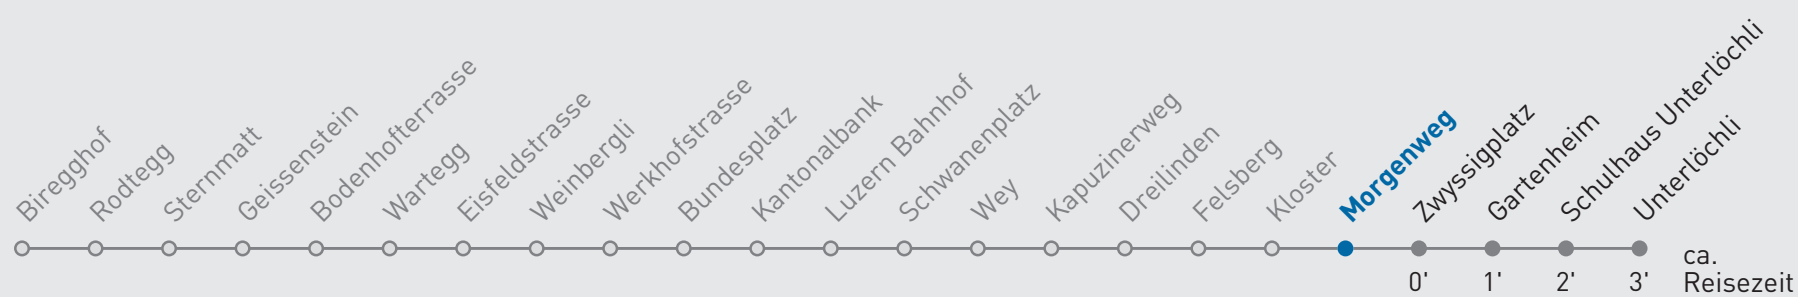 Biregghof
Rodtegg
Sternmatt
Geissenstein
Bodenhofterrasse
Wartegg
Eisfeldstrasse
Weinbergli
Werkhofstrasse
Bundesplatz
Kantonalbank
Luzern Bahnhof
Schwanenplatz
Wey
Kapuzinerweg
Dreilinden
Felsberg
Kloster
Morgenweg
Zwyssigplatz
Gartenheim
Schulhaus Unterlöchli
Unterlöchli
0' 1' 2' 3'
ca.
Reisezeit